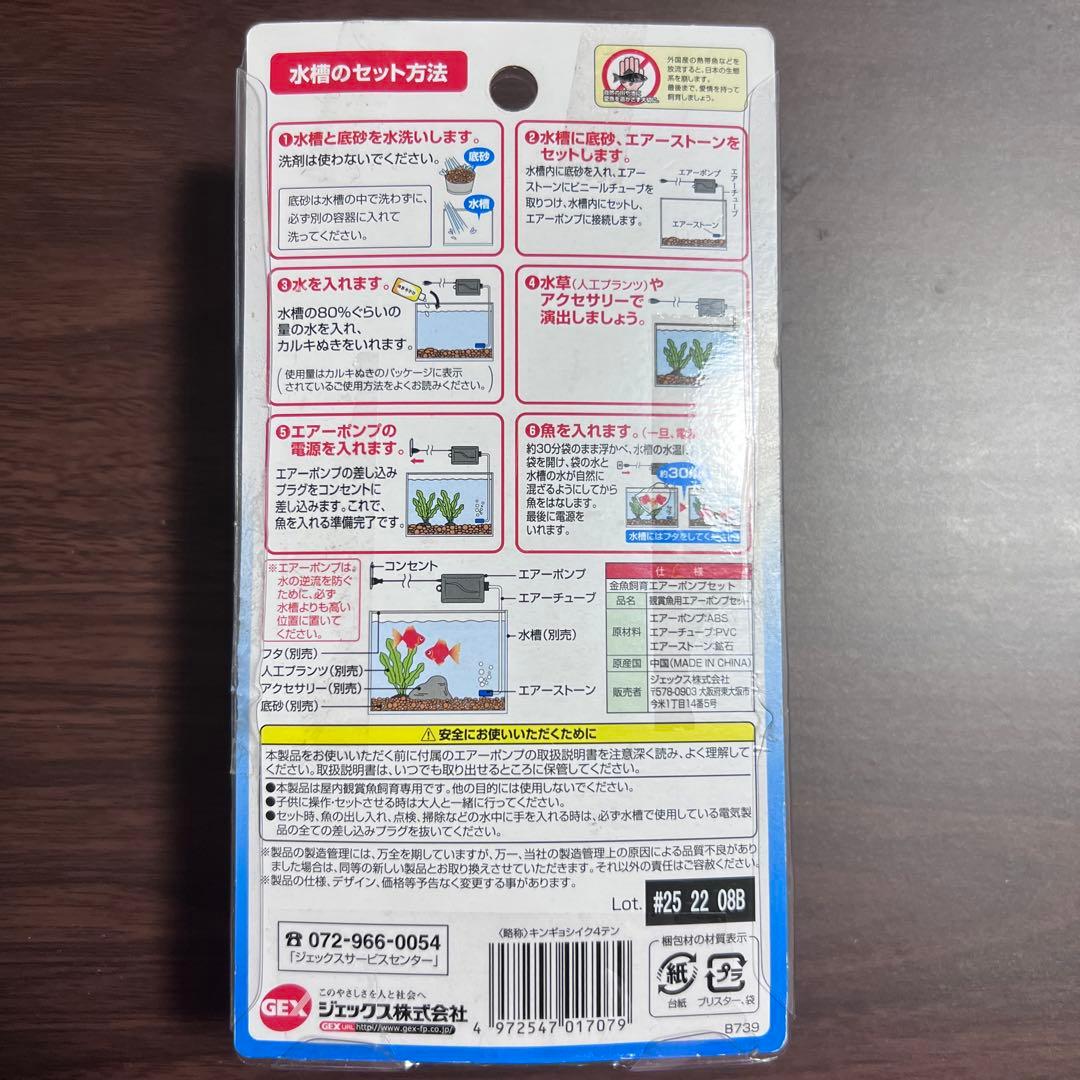 水槽のセット方法
外国産の熱帯魚などを
放流すると、日本の生態
系を崩します。
最後まで、愛情を持って
飼育しましょう。
❶水槽と底砂を水洗いします。
洗剤は使わないでください。
底砂
底砂は水槽の中で洗わずに、
必ず別の容器に入れて
洗ってください。
水槽
❷水槽に底砂、エアーストーンを
セットします。
水槽内に底砂を入れ、エアー
ストーンにビニールチューブを
取りつけ、水槽内にセットし、
エアーポンプに接続します。
エアーポンプ
エアーチューブ
エアーストーン
❸水を入れます。
水槽の80%ぐらいの
量の水を入れ、
カルキぬきをいれます。
(使用量はカルキぬきのパッケージに表示
されているご使用方法をよくお読みください。)
❹水草(人工プランツ)や
アクセサリーで
演出しましょう。
❺エアーポンプの
電源を入れます。
エアーポンプの差し込み
プラグをコンセントに
差し込みます。これで、
魚を入れる準備完了です。
❻魚を入れます。(一旦、電
約30分袋のまま浮かべ、水槽の水温に
袋を開け、袋の水と
水槽の水が自然に
混ざるようにしてから
魚をはなします。
最後に電源を
いれます。
約30
水槽にはフタをしてく
※エアーポンプは、
水の逆流を防ぐ
ために、必ず
水槽よりも高い
位置に置いて
ください。
コンセント
エアーポンプ
エアーチューブ
水槽(別売)
フタ(別売)
人工プランツ(別売)
アクセサリー(別売)
底砂(別売)
エアーストーン
仕様
金魚飼育エアーポンプセット
品名 観賞魚用エアーポンプセット
原材料 エアーポンプ:ABS
エアーチューブ:PVC
エアーストーン:鉱石
原産国 中国(MADE IN CHINA)
販売者 ジェックス株式会社
〒578-0903 大阪府東大阪市
今米1丁目14番5号
⚠安全にお使いいただくために
本製品をお使いいただく前に付属のエアーポンプの取扱説明書を注意深く読み、よく理解して
ください。取扱説明書は、いつでも取り出せるところに保管してください。
●本製品は屋内観賞魚飼育専用です。他の目的には使用しないでください。
●子供に操作・セットさせる時は大人と一緒に行ってください。
●セット時、魚の出し入れ、点検、掃除などの水中に手を入れる時は、必ず水槽で使用している電気製
品の全ての差し込みプラグを抜いてください。
※製品の製造管理には、万全を期していますが、万一、当社の製造管理上の原因による品質不良があり
ました場合は、同等の新しい製品とお取り換えさせていただきます。それ以外の責任はご容赦ください。
※製品の仕様、デザイン、価格等予告なく変更する事があります。
Lot. #25 22 08B
☎072-966-0054
「ジェックスサービスセンター」
〈略称〉キンギョシイク4テン
梱包材の材質表示
紙
プラ
台紙
ブリスター、袋
GEX
このやさしさを人と社会へ
ジェックス株式会社
GEX URL http://www.gex-fp.co.jp/
4 972547 017079
B739